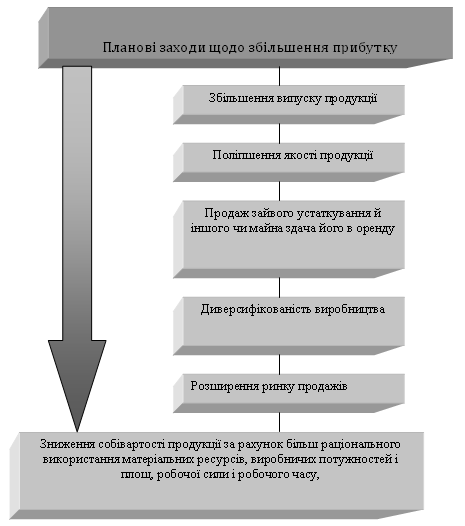 Планові заходи щодо збільшення прибутку
Збільшення випуску продукції
Поліпшення якості продукції
Продаж зайвого устаткування й
іншого чи майна здача його в оренду
Диверсифікованість виробництва
Розширення ринку продажів
Зниження собівартості продукції за рахунок більш раціонального
використання матеріальних ресурсів, виробничих потужностей і
площ, робочої сили і робочого часу,